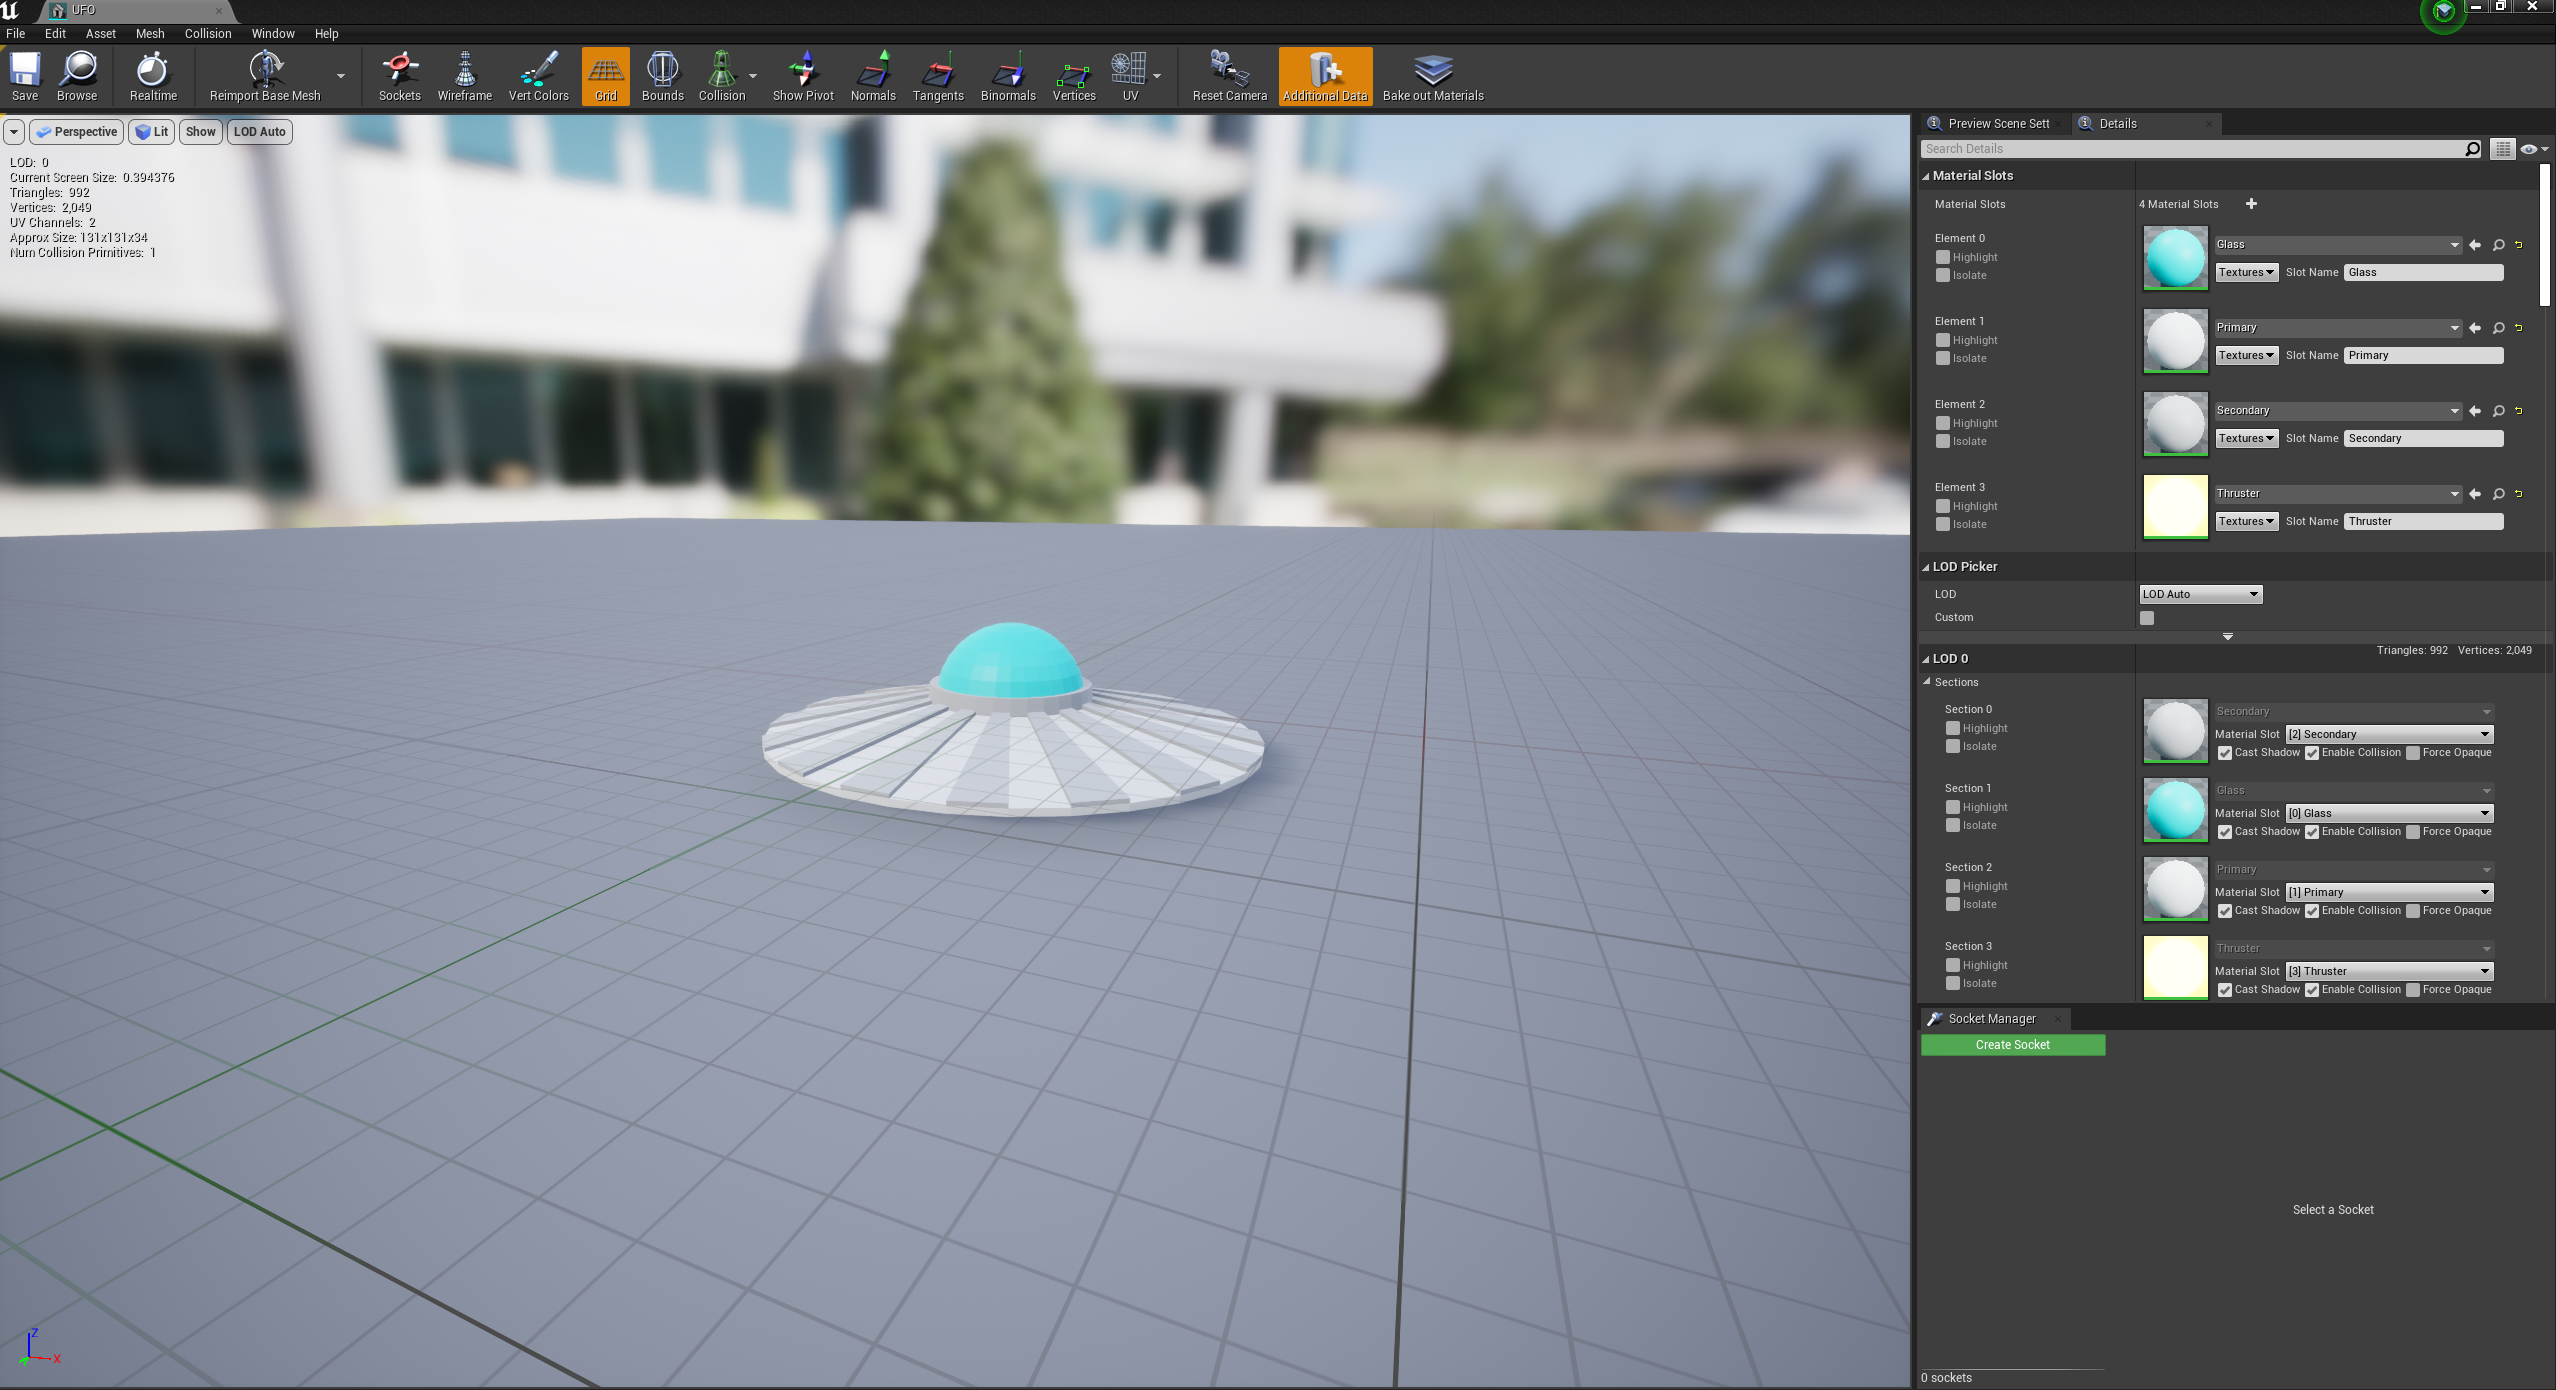 UFO
File Edit Asset Mesh Collision Window Help
Save Browse Realtime Reimport Base Mesh Sockets Wireframe Vert Colors Grid Bounds Collision Show Pivot Normals Tangents Binormals Vertices UV Reset Camera Additional Data Bake out Materials
Perspective Lit Show LOD Auto
LOD: 0
Current Screen Size: 0.394376
Triangles: 992
Vertices: 2,049
UV Channels: 2
Approx Size: 131x131x34
Num Collision Primitives: 1
Z
X
Preview Scene Sett Details
Search Details
Material Slots
Material Slots 4 Material Slots
Element 0 Glass
Highlight
Textures Slot Name Glass
Isolate
Element 1 Primary
Highlight
Textures Slot Name Primary
Isolate
Element 2 Secondary
Highlight
Textures Slot Name Secondary
Isolate
Element 3 Thruster
Highlight
Textures Slot Name Thruster
Isolate
LOD Picker
LOD LOD Auto
Custom
LOD 0 Triangles: 992 Vertices: 2,049
Sections
Section 0 Secondary
Highlight Material Slot [2] Secondary
Isolate Cast Shadow Enable Collision Force Opaque
Section 1 Glass
Highlight Material Slot [0] Glass
Isolate Cast Shadow Enable Collision Force Opaque
Section 2 Primary
Highlight Material Slot [1] Primary
Isolate Cast Shadow Enable Collision Force Opaque
Section 3 Thruster
Highlight Material Slot [3] Thruster
Isolate Cast Shadow Enable Collision Force Opaque
Socket Manager
Create Socket
Select a Socket
0 sockets